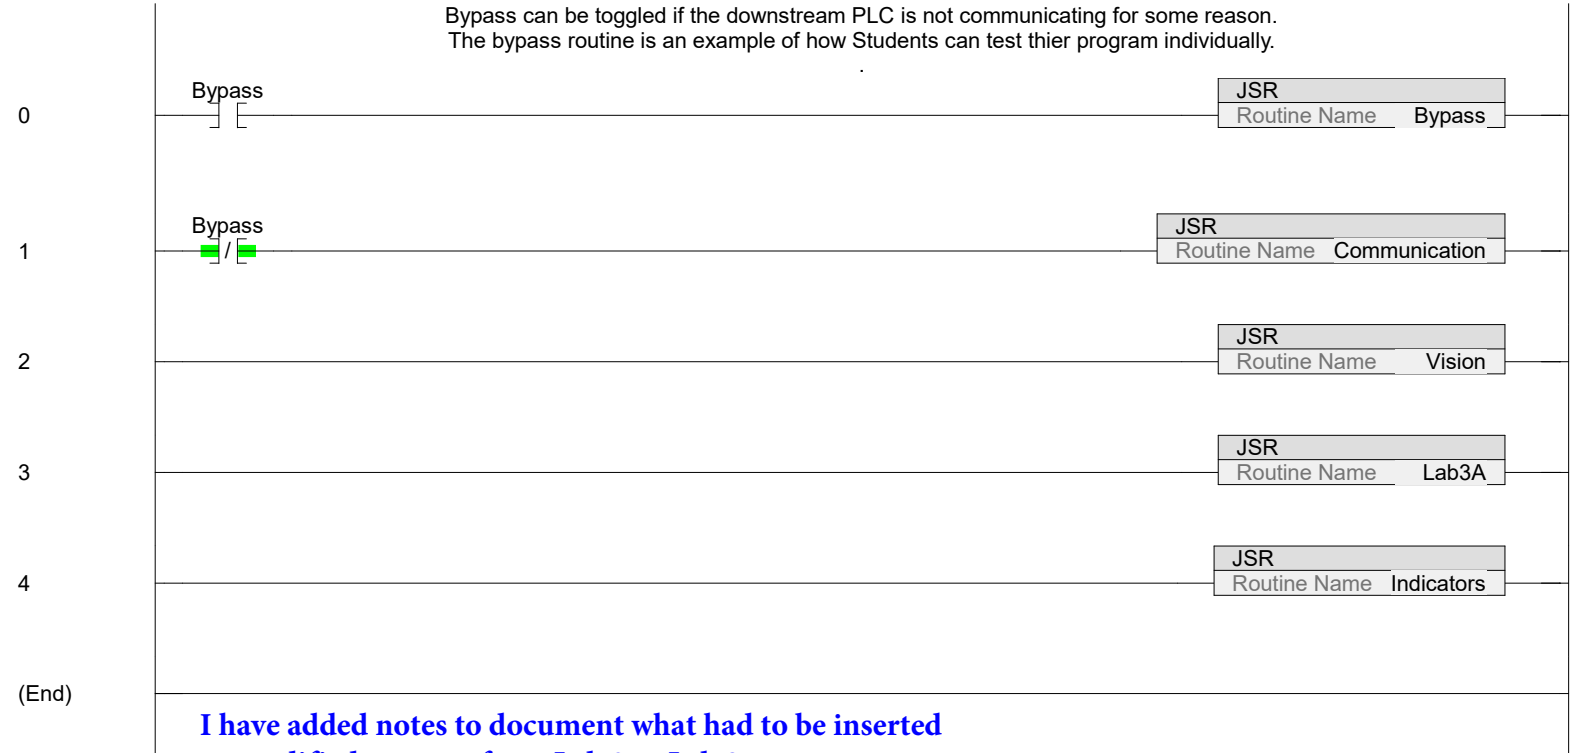 Bypass can be toggled if the downstream PLC is not communicating for some reason.
The bypass routine is an example of how Students can test thier program individually.
.
Bypass
0
JSR
Routine Name Bypass
Bypass
1
/
JSR
Routine Name Communication
2
JSR
Routine Name Vision
3
JSR
Routine Name Lab3A
4
JSR
Routine Name Indicators
(End)
I have added notes to document what had to be inserted